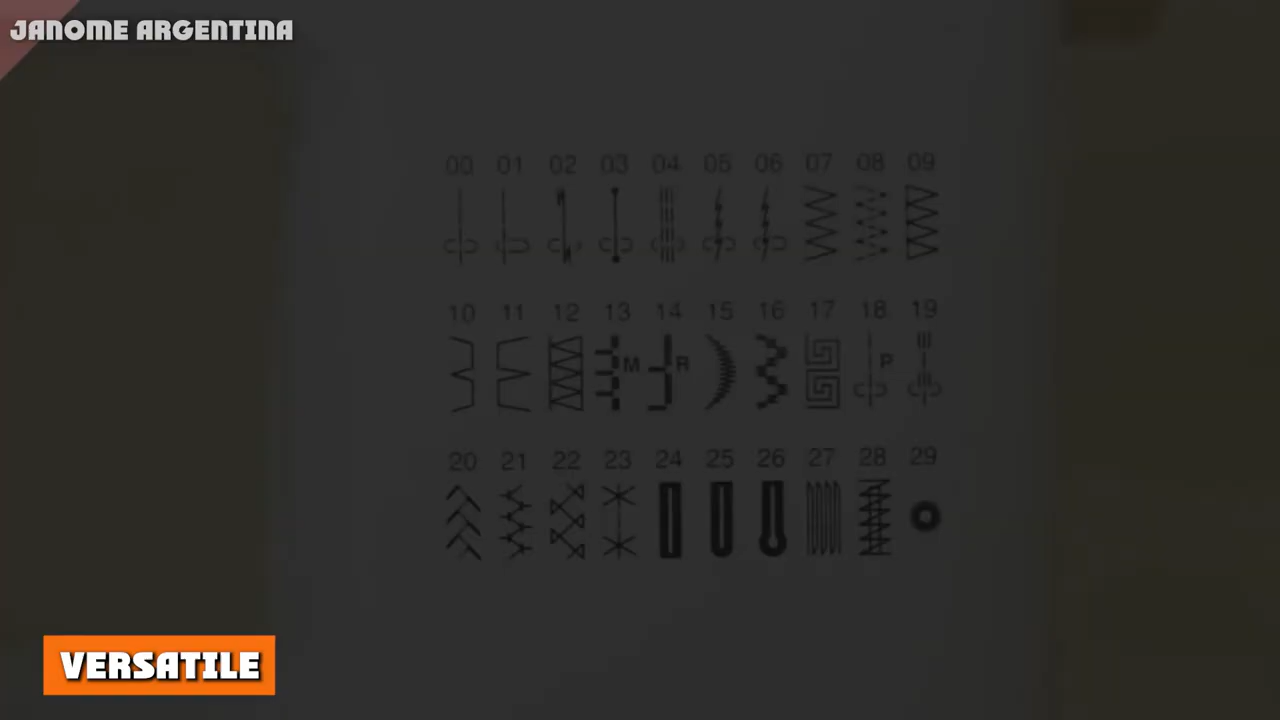 JANOME ARGENTINA
00 01 02 03 04 05 06 07 08 09
10 11 12 13 14 15 16 17 18 19
M R P
20 21 22 23 24 25 26 27 28 29
VERSATILE